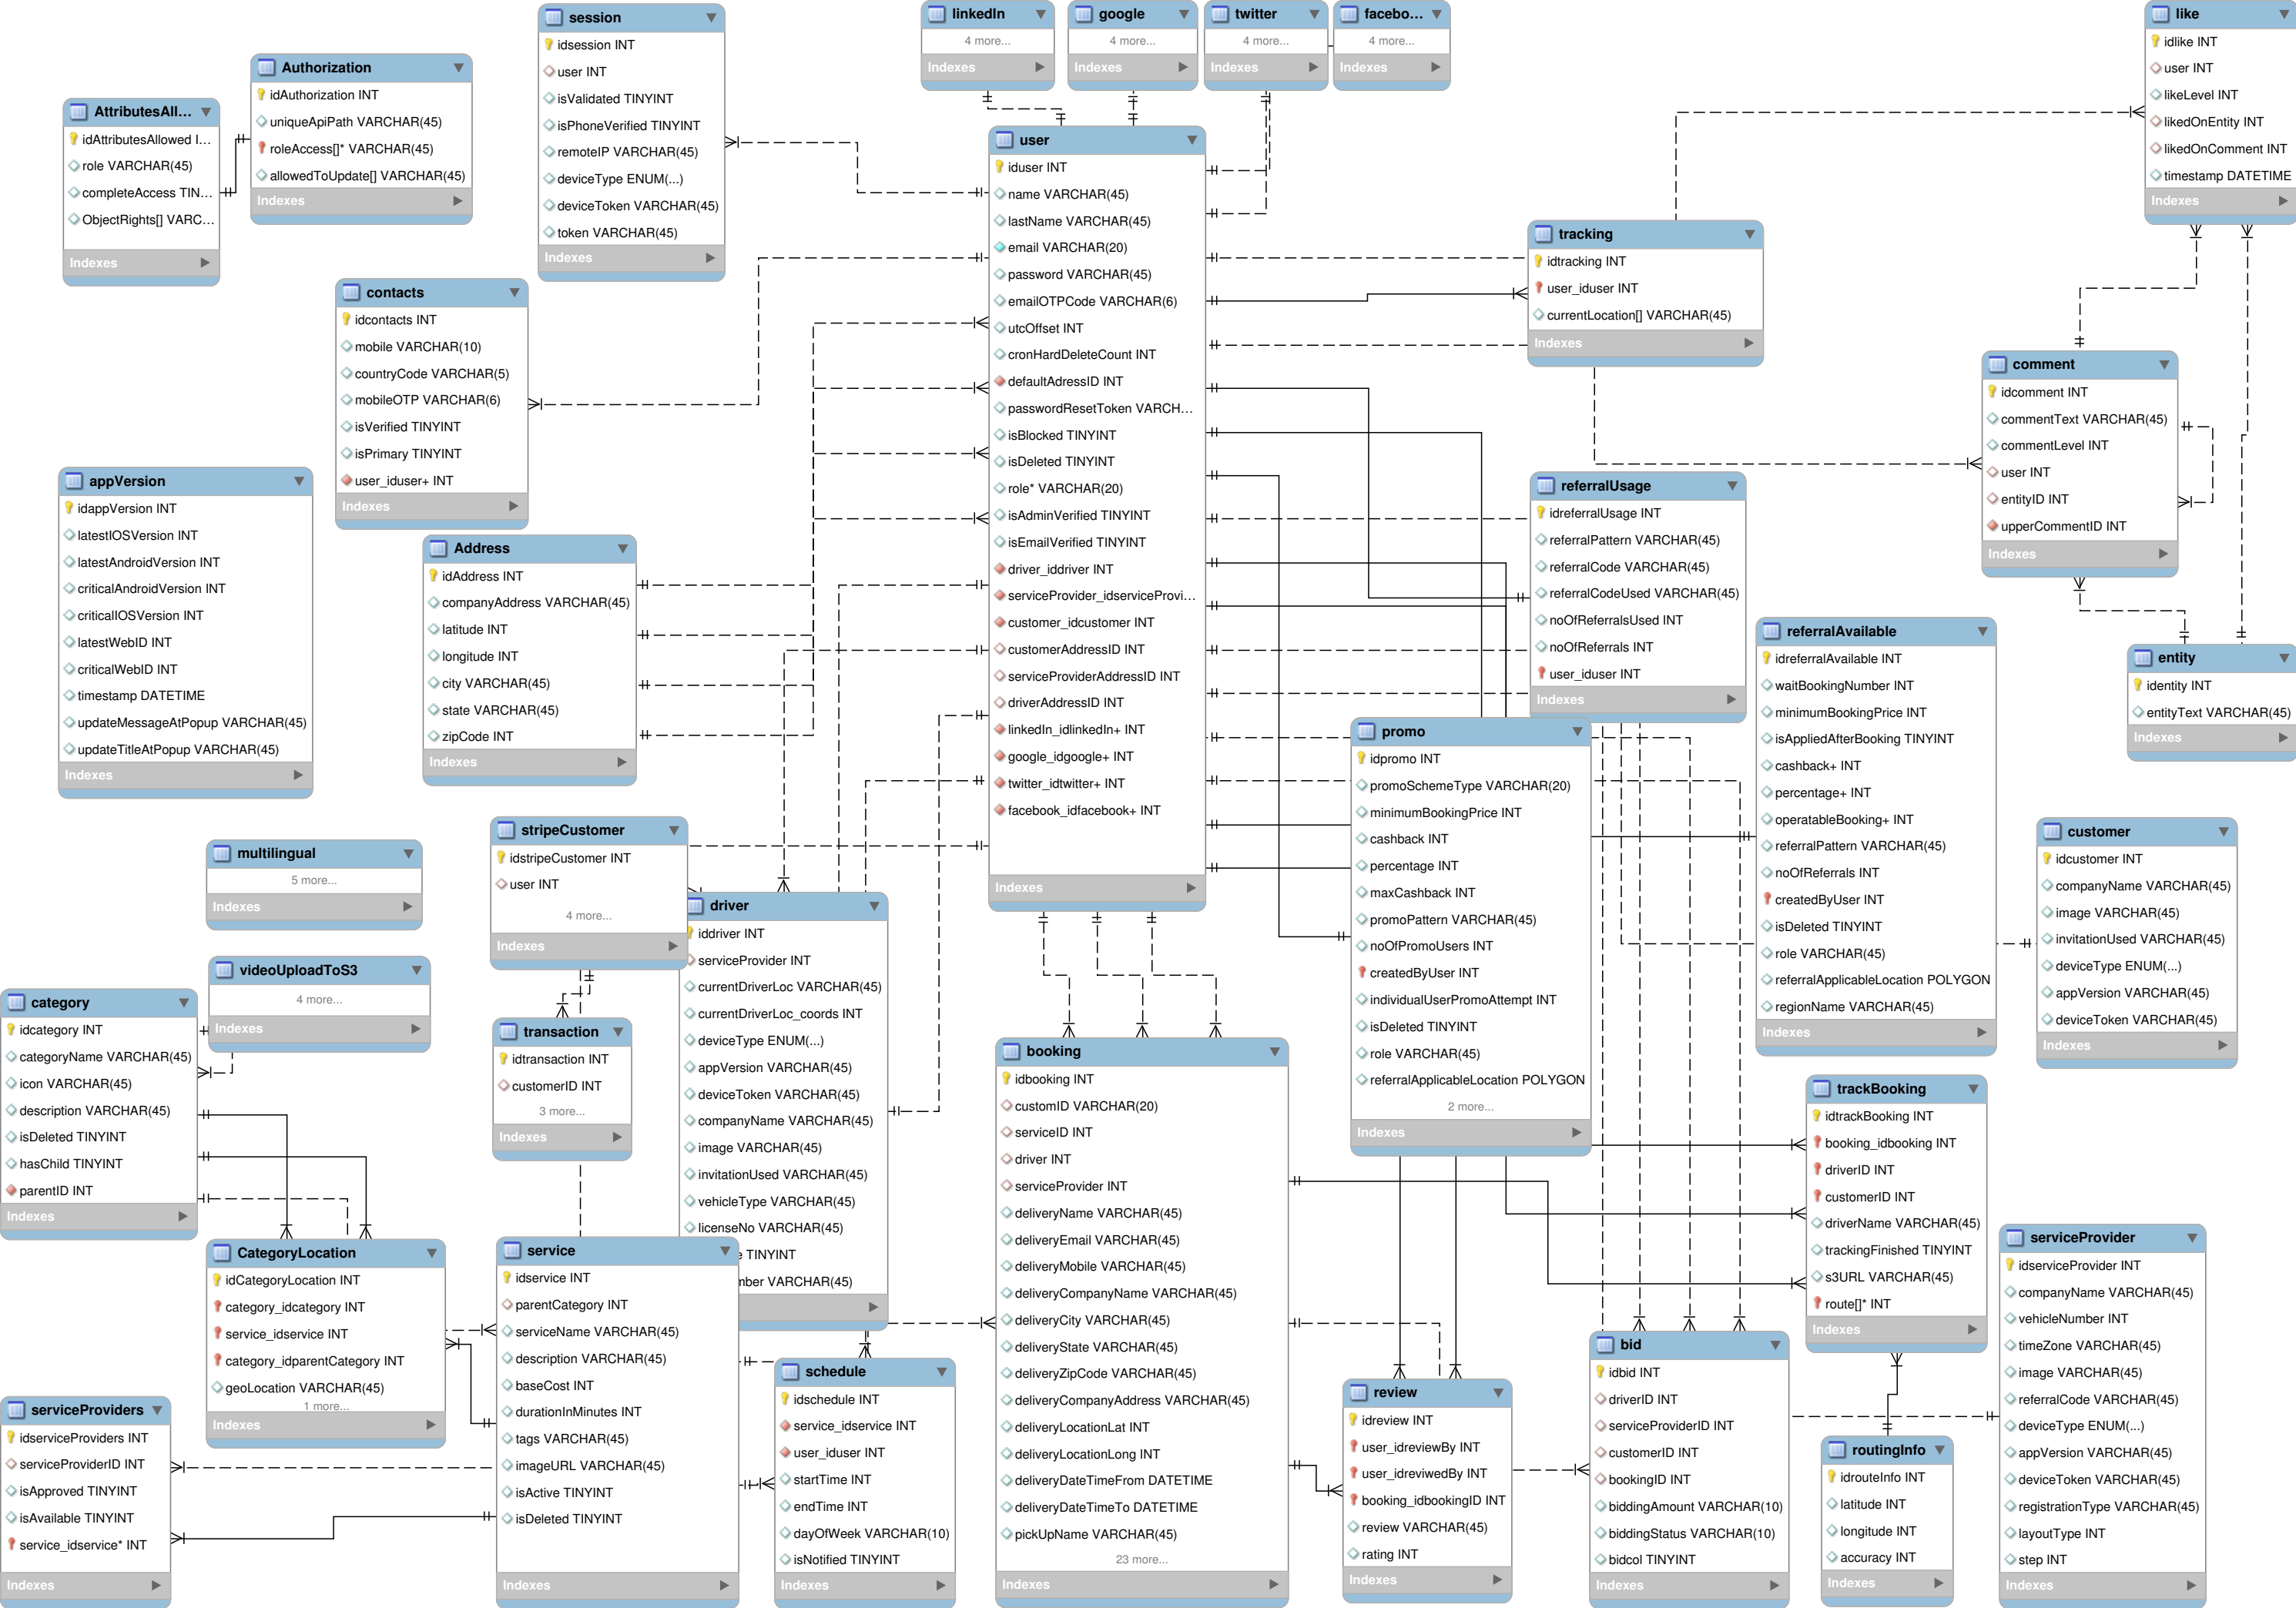 session
idsession INT
user INT
isValidated TINYINT
isPhoneVerified TINYINT
remoteIP VARCHAR(45)
deviceType ENUM(...)
deviceToken VARCHAR(45)
token VARCHAR(45)
Indexes
linkedIn
4 more...
Indexes
google
4 more...
Indexes
twitter
4 more...
Indexes
facebo...
4 more...
Indexes
like
idlike INT
user INT
likeLevel INT
likedOnEntity INT
likedOnComment INT
timestamp DATETIME
Indexes
Authorization
idAuthorization INT
uniqueApiPath VARCHAR(45)
roleAccess[]* VARCHAR(45)
allowedToUpdate[] VARCHAR(45)
Indexes
AttributesAll...
idAttributesAllowed I...
role VARCHAR(45)
completeAccess TIN...
ObjectRights[] VARC...
Indexes
user
iduser INT
name VARCHAR(45)
lastName VARCHAR(45)
email VARCHAR(20)
password VARCHAR(45)
emailOTPCode VARCHAR(6)
utcOffset INT
cronHardDeleteCount INT
defaultAdressID INT
passwordResetToken VARCH...
isBlocked TINYINT
isDeleted TINYINT
role* VARCHAR(20)
isAdminVerified TINYINT
isEmailVerified TINYINT
driver_iddriver INT
serviceProvider_idserviceProvi...
customer_idcustomer INT
customerAddressID INT
serviceProviderAddressID INT
driverAddressID INT
linkedIn_idlinkedIn+ INT
google_idgoogle+ INT
twitter_idtwitter+ INT
facebook_idfacebook+ INT
Indexes
tracking
idtracking INT
user_iduser INT
currentLocation[] VARCHAR(45)
Indexes
contacts
idcontacts INT
mobile VARCHAR(10)
countryCode VARCHAR(5)
mobileOTP VARCHAR(6)
isVerified TINYINT
isPrimary TINYINT
user_iduser+ INT
Indexes
comment
idcomment INT
commentText VARCHAR(45)
commentLevel INT
user INT
entityID INT
upperCommentID INT
Indexes
appVersion
idappVersion INT
latestIOSVersion INT
latestAndroidVersion INT
criticalAndroidVersion INT
criticalIOSVersion INT
latestWebID INT
criticalWebID INT
timestamp DATETIME
updateMessageAtPopup VARCHAR(45)
updateTitleAtPopup VARCHAR(45)
Indexes
referralUsage
idreferralUsage INT
referralPattern VARCHAR(45)
referralCode VARCHAR(45)
referralCodeUsed VARCHAR(45)
noOfReferralsUsed INT
noOfReferrals INT
user_iduser INT
Indexes
Address
idAddress INT
companyAddress VARCHAR(45)
latitude INT
longitude INT
city VARCHAR(45)
state VARCHAR(45)
zipCode INT
Indexes
referralAvailable
idreferralAvailable INT
waitBookingNumber INT
minimumBookingPrice INT
isAppliedAfterBooking TINYINT
cashback+ INT
percentage+ INT
operatableBooking+ INT
referralPattern VARCHAR(45)
noOfReferrals INT
createdByUser INT
isDeleted TINYINT
role VARCHAR(45)
referralApplicableLocation POLYGON
regionName VARCHAR(45)
Indexes
entity
identity INT
entityText VARCHAR(45)
Indexes
promo
idpromo INT
promoSchemeType VARCHAR(20)
minimumBookingPrice INT
cashback INT
percentage INT
maxCashback INT
promoPattern VARCHAR(45)
noOfPromoUsers INT
createdByUser INT
individualUserPromoAttempt INT
isDeleted TINYINT
role VARCHAR(45)
referralApplicableLocation POLYGON
2 more...
Indexes
stripeCustomer
idstripeCustomer INT
user INT
4 more...
Indexes
customer
idcustomer INT
companyName VARCHAR(45)
image VARCHAR(45)
invitationUsed VARCHAR(45)
deviceType ENUM(...)
appVersion VARCHAR(45)
deviceToken VARCHAR(45)
Indexes
multilingual
5 more...
Indexes
driver
iddriver INT
serviceProvider INT
currentDriverLoc VARCHAR(45)
currentDriverLoc_coords INT
deviceType ENUM(...)
appVersion VARCHAR(45)
deviceToken VARCHAR(45)
companyName VARCHAR(45)
image VARCHAR(45)
invitationUsed VARCHAR(45)
vehicleType VARCHAR(45)
licenseNo VARCHAR(45)
TINYINT
VARCHAR(45)
videoUploadToS3
4 more...
Indexes
category
idcategory INT
categoryName VARCHAR(45)
icon VARCHAR(45)
description VARCHAR(45)
isDeleted TINYINT
hasChild TINYINT
parentID INT
Indexes
transaction
idtransaction INT
customerID INT
3 more...
Indexes
booking
idbooking INT
customID VARCHAR(20)
serviceID INT
driver INT
serviceProvider INT
deliveryName VARCHAR(45)
deliveryEmail VARCHAR(45)
deliveryMobile VARCHAR(45)
deliveryCompanyName VARCHAR(45)
deliveryCity VARCHAR(45)
deliveryState VARCHAR(45)
deliveryZipCode VARCHAR(45)
deliveryCompanyAddress VARCHAR(45)
deliveryLocationLat INT
deliveryLocationLong INT
deliveryDateTimeFrom DATETIME
deliveryDateTimeTo DATETIME
pickUpName VARCHAR(45)
23 more...
Indexes
trackBooking
idtrackBooking INT
booking_idbooking INT
driverID INT
customerID INT
driverName VARCHAR(45)
trackingFinished TINYINT
s3URL VARCHAR(45)
route[]* INT
Indexes
serviceProvider
idserviceProvider INT
companyName VARCHAR(45)
vehicleNumber INT
timeZone VARCHAR(45)
image VARCHAR(45)
referralCode VARCHAR(45)
deviceType ENUM(...)
appVersion VARCHAR(45)
deviceToken VARCHAR(45)
registrationType VARCHAR(45)
layoutType INT
step INT
Indexes
CategoryLocation
idCategoryLocation INT
category_idcategory INT
service_idservice INT
category_idparentCategory INT
geoLocation VARCHAR(45)
1 more...
Indexes
service
idservice INT
parentCategory INT
serviceName VARCHAR(45)
description VARCHAR(45)
baseCost INT
durationInMinutes INT
tags VARCHAR(45)
imageURL VARCHAR(45)
isActive TINYINT
isDeleted TINYINT
Indexes
bid
idbid INT
driverID INT
serviceProviderID INT
customerID INT
bookingID INT
biddingAmount VARCHAR(10)
biddingStatus VARCHAR(10)
bidcol TINYINT
Indexes
schedule
idschedule INT
service_idservice INT
user_iduser INT
startTime INT
endTime INT
dayOfWeek VARCHAR(10)
isNotified TINYINT
Indexes
review
idreview INT
user_idreviewBy INT
user_idreviwedBy INT
booking_idbookingID INT
review VARCHAR(45)
rating INT
Indexes
serviceProviders
idserviceProviders INT
serviceProviderID INT
isApproved TINYINT
isAvailable TINYINT
service_idservice* INT
Indexes
routingInfo
idrouteInfo INT
latitude INT
longitude INT
accuracy INT
Indexes